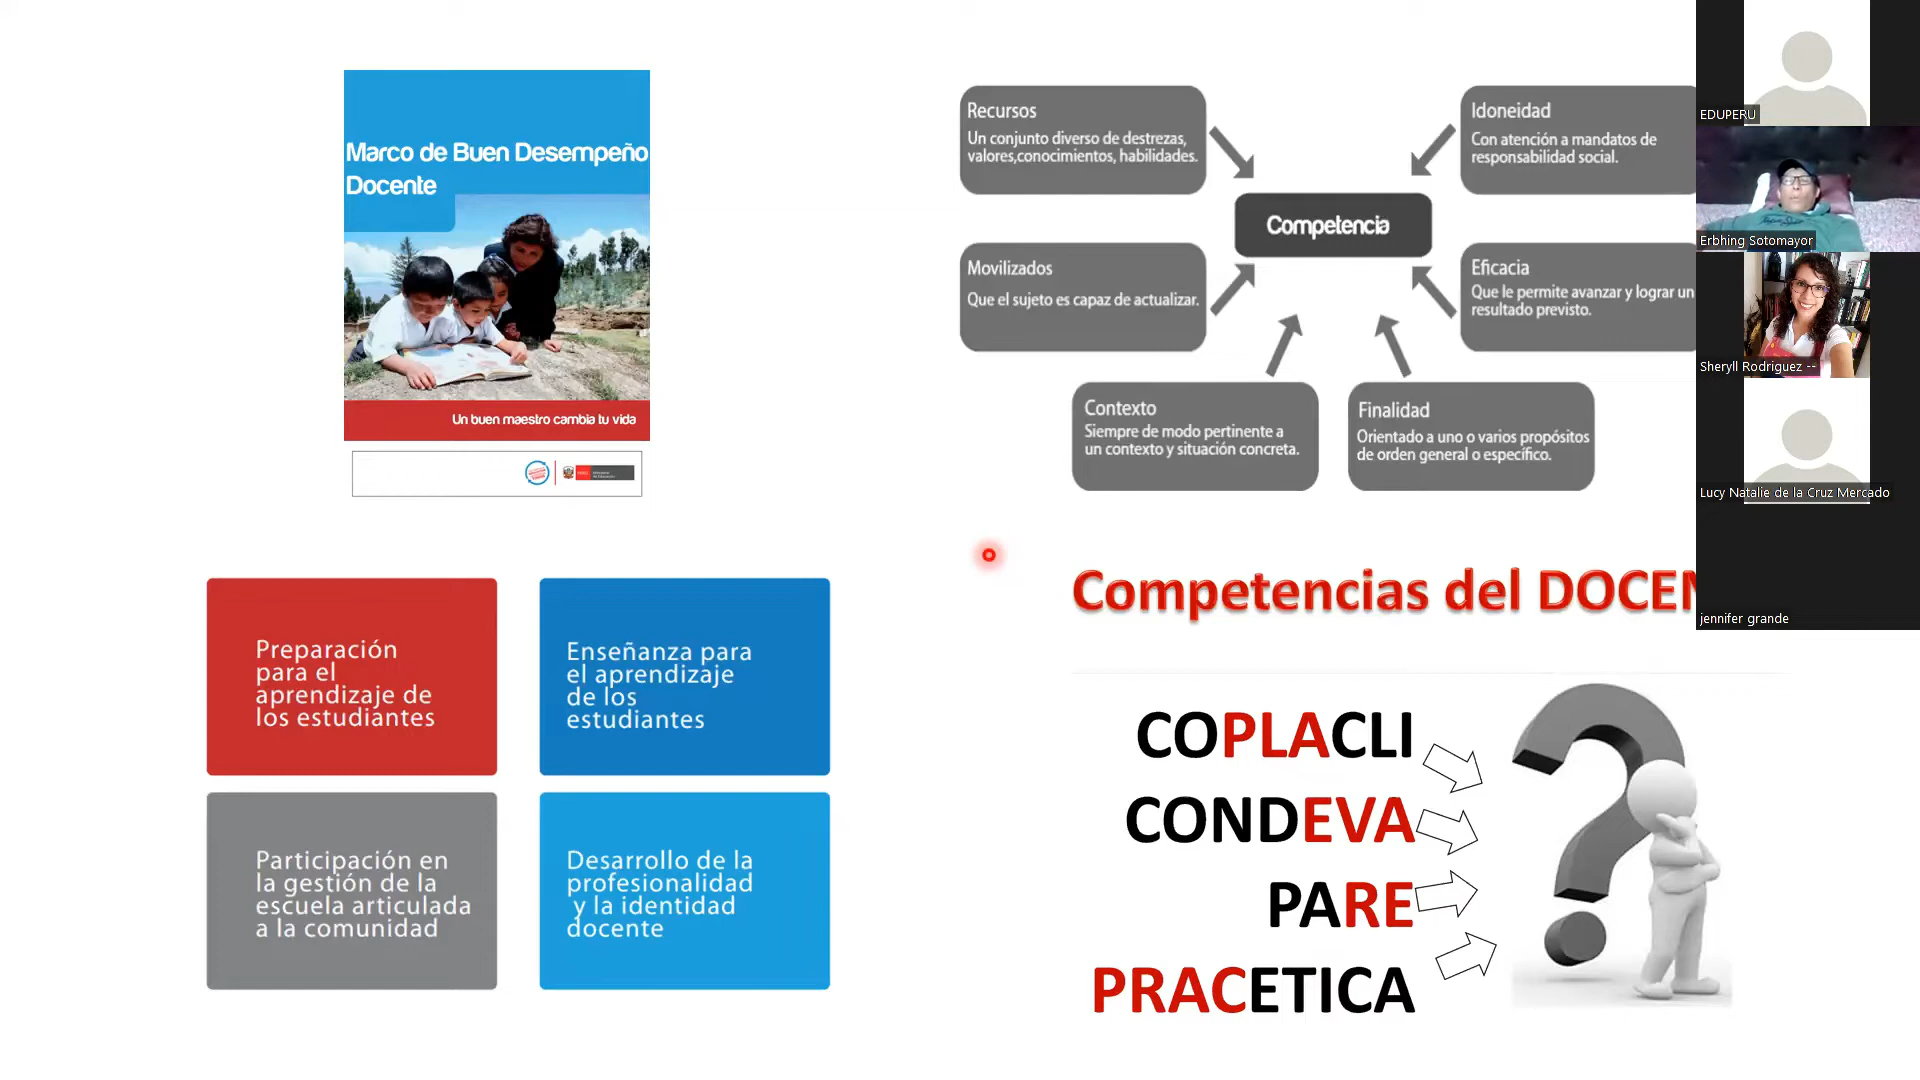 Marco de Buen Desempeño
Docente
Un buen maestro cambia tu vida
PERÚ
Recursos
Un conjunto diverso de destrezas,
valores,conocimientos, habilidades.
Idoneidad
Con atención a mandatos de
responsabilidad social.
Competencia
Movilizados
Que el sujeto es capaz de actualizar.
Eficacia
Que le permite avanzar y lograr un
resultado previsto.
Contexto
Siempre de modo pertinente a
un contexto y situación concreta.
Finalidad
Orientado a uno o varios propósitos
de orden general o específico.
Preparación
para el
aprendizaje de
los estudiantes
Enseñanza para
el aprendizaje
de los
estudiantes
Participación en
la gestión de la
escuela articulada
a la comunidad
Desarrollo de la
profesionalidad
y la identidad
docente
Competencias del DOCEN
COPLACLI
CONDEVA
PARE
PRACETICA
EDUPERU
Erbhing Sotomayor
Sheryll Rodriguez --
Lucy Natalie de la Cruz Mercado
jennifer grande